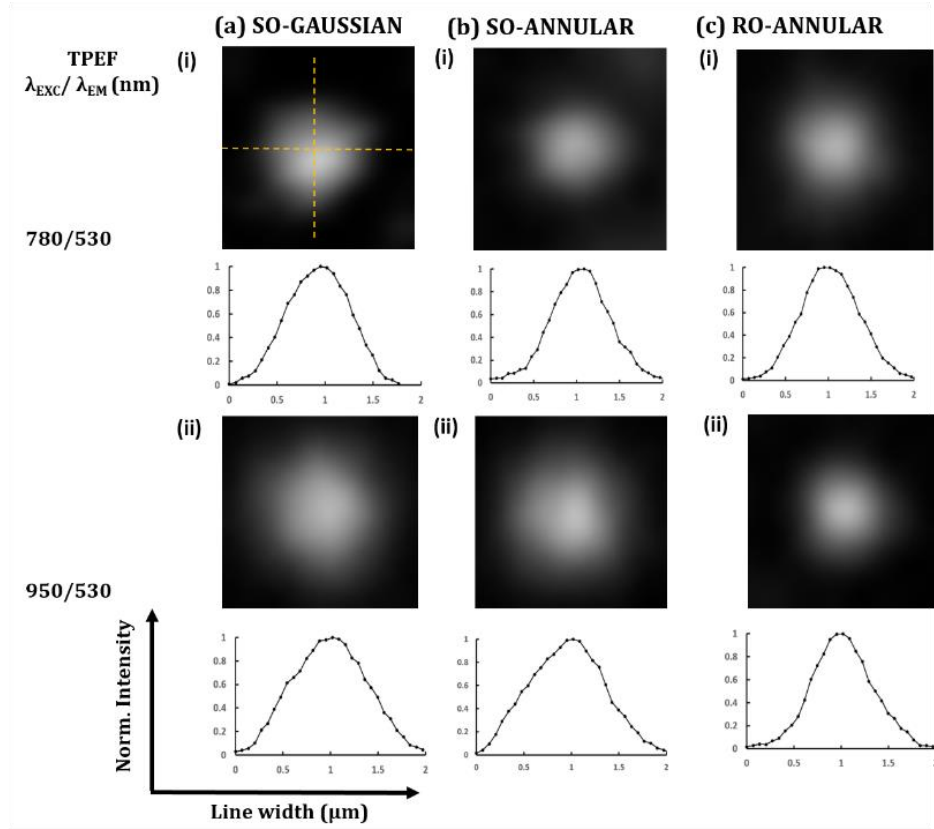 (a) SO-GAUSSIAN (b) SO-ANNULAR (c) RO-ANNULAR
TPEF
λEXC/ λEM (nm)
(i) (i) (i)
780/530
1 1 1
0.8 0.8 0.8
0.6 0.6 0.6
0.4 0.4 0.4
0.2 0.2 0.2
0 0 0
0 0.5 1 1.5 2 0 0.5 1 1.5 2 0 0.5 1 1.5 2
(ii) (ii) (ii)
950/530
1 1 1
0.8 0.8 0.8
0.6 0.6 0.6
0.4 0.4 0.4
0.2 0.2 0.2
0 0 0
0 0.5 1 1.5 2 0 0.5 1 1.5 2 0 0.5 1 1.5 2
Norm. Intensity
Line width (μm)